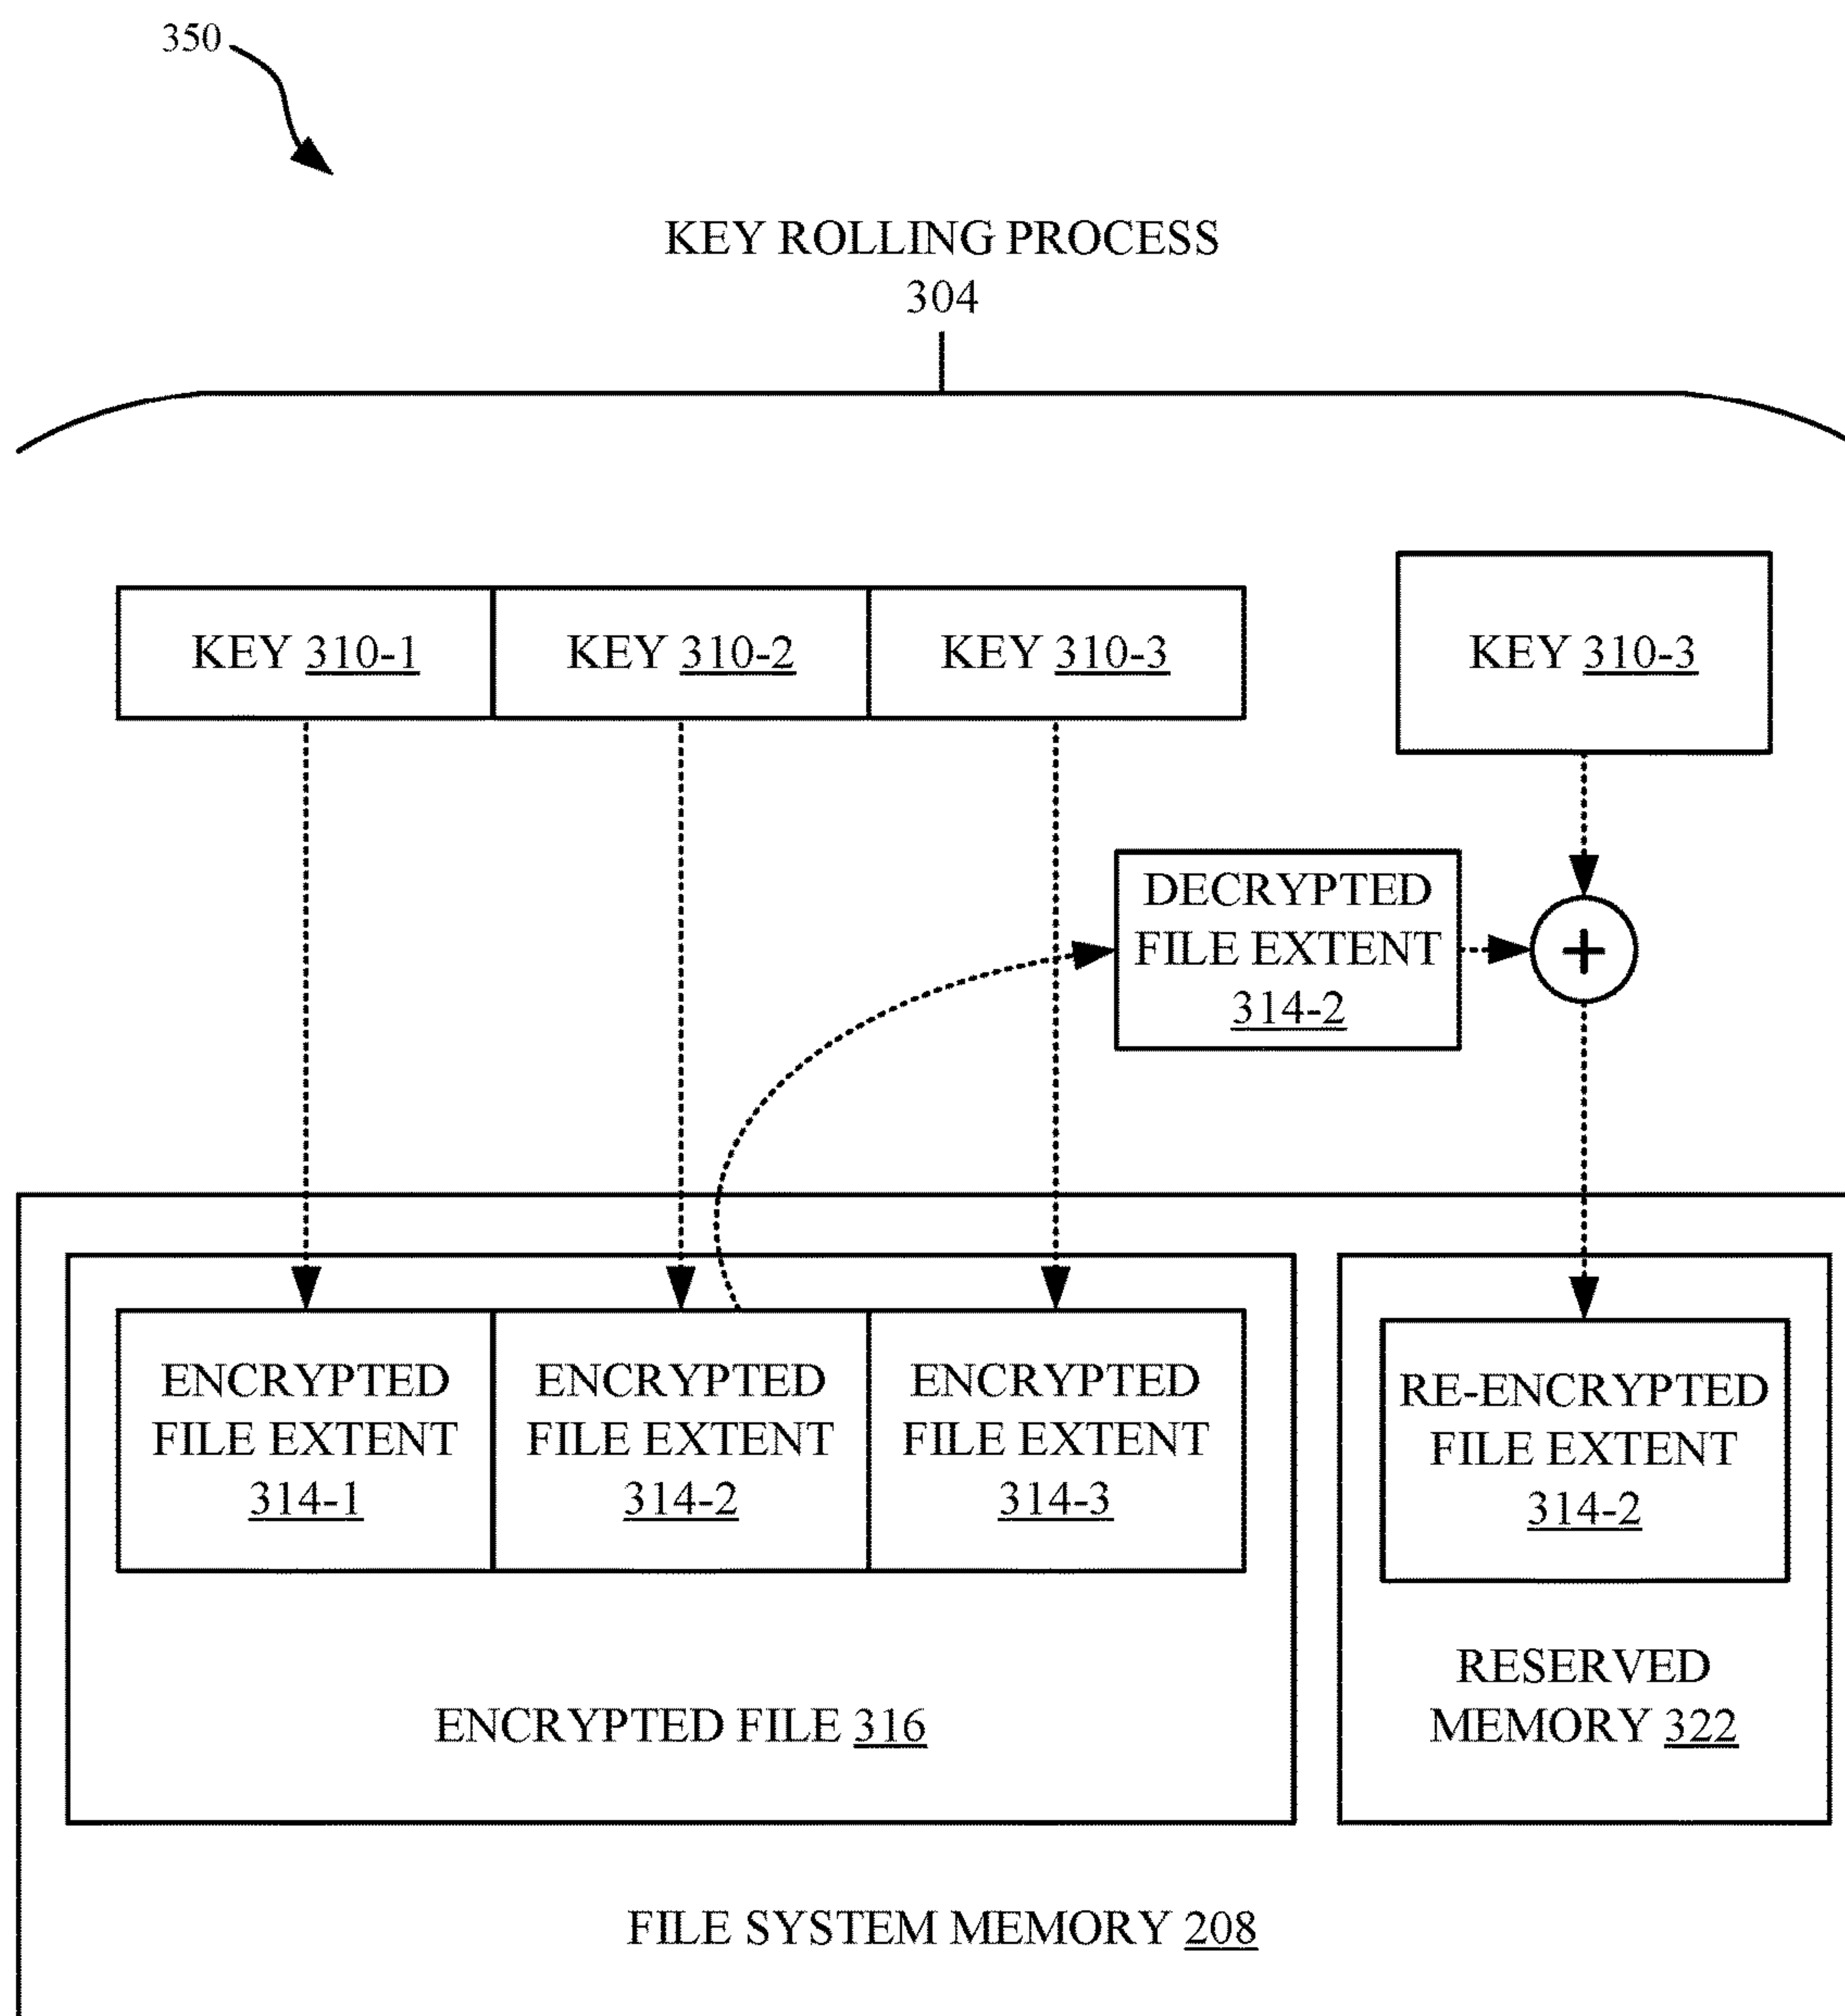 350
KEY ROLLING PROCESS
304
KEY 310-1
KEY 310-2
KEY 310-3
KEY 310-3
DECRYPTED
FILE EXTENT
314-2
+
ENCRYPTED
FILE EXTENT
314-1
ENCRYPTED
FILE EXTENT
314-2
ENCRYPTED
FILE EXTENT
314-3
RE-ENCRYPTED
FILE EXTENT
314-2
ENCRYPTED FILE 316
RESERVED
MEMORY 322
FILE SYSTEM MEMORY 208